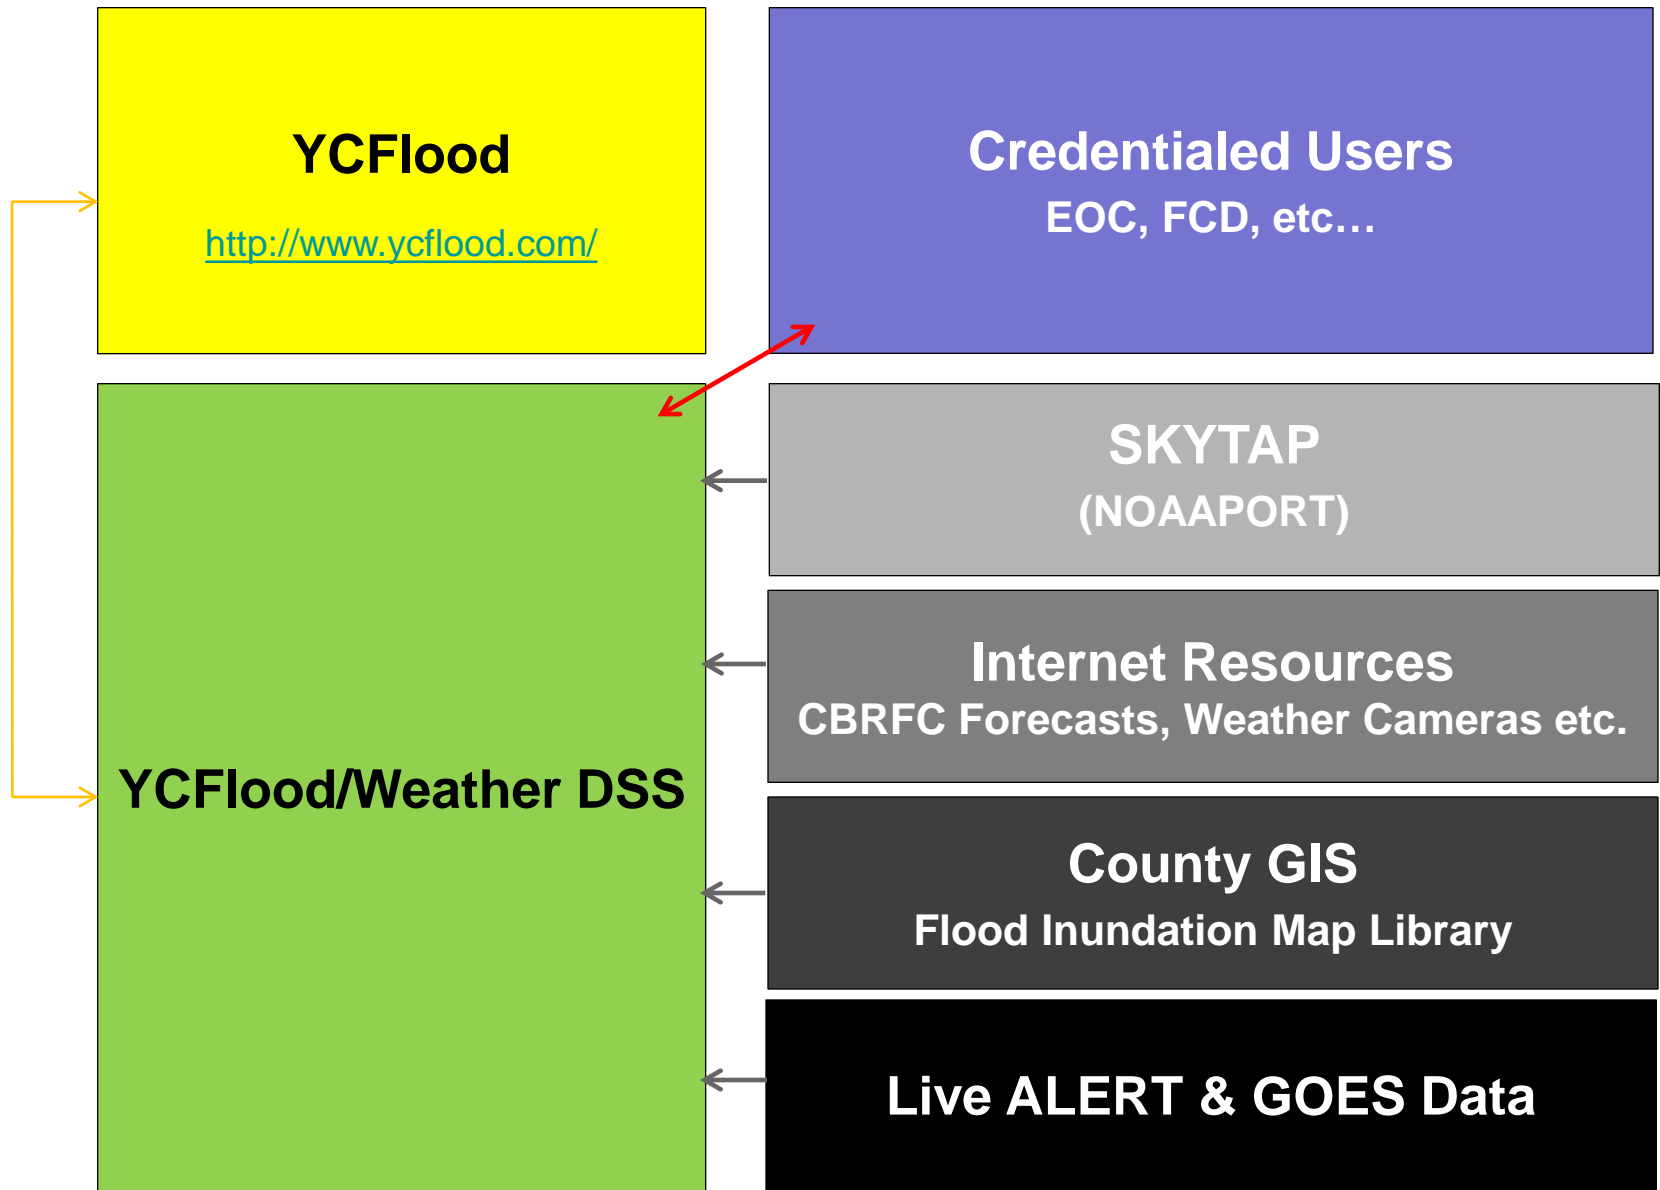 YCFlood
http://www.ycflood.com/
Credentialed Users
EOC, FCD, etc…
YCFlood/Weather DSS
SKYTAP
(NOAAPORT)
Internet Resources
CBRFC Forecasts, Weather Cameras etc.
County GIS
Flood Inundation Map Library
Live ALERT & GOES Data